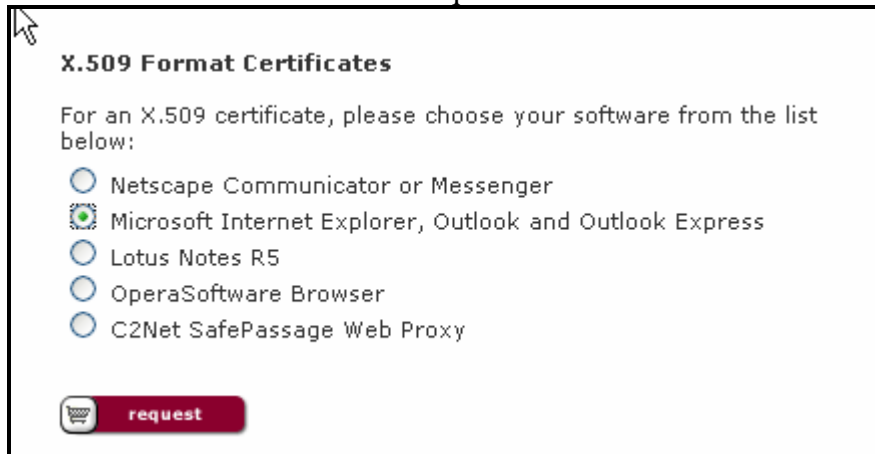 X.509 Format Certificates
For an X.509 certificate, please choose your software from the list
below:
Netscape Communicator or Messenger
Microsoft Internet Explorer, Outlook and Outlook Express
Lotus Notes R5
OperaSoftware Browser
C2Net SafePassage Web Proxy
request